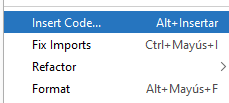 Insert Code... Alt+Insertar
Fix Imports Ctrl+Mayús+I
Refactor
Format Alt+Mayús+F